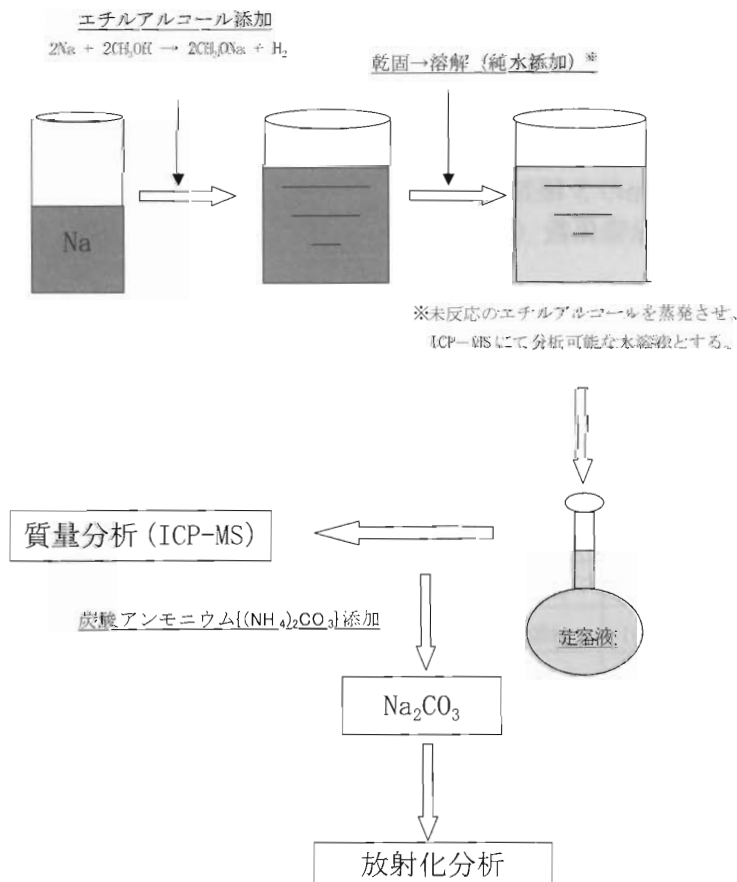 エチルアルコール添加
2Na + 2CH₃OH → 2CH₃ONa + H₂
乾固→溶解（純水添加）※
Na
※未反応のエチルアルコールを蒸発させ、
ICP-MSにて分析可能な水溶液とする。
質量分析(ICP-MS)
定容液
炭酸アンモニウム{(NH₄)₂CO₃}添加
Na₂CO₃
放射化分析